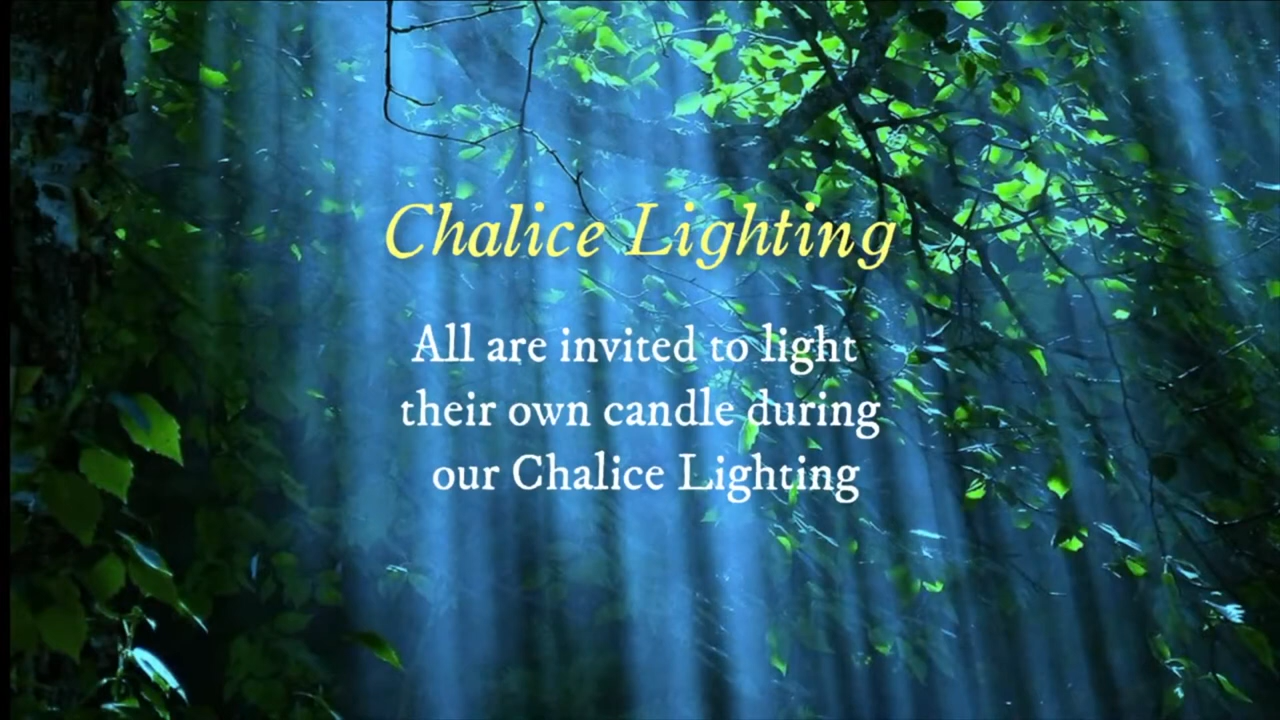 Chalice Lighting
All are invited to light
their own candle during
our Chalice Lighting